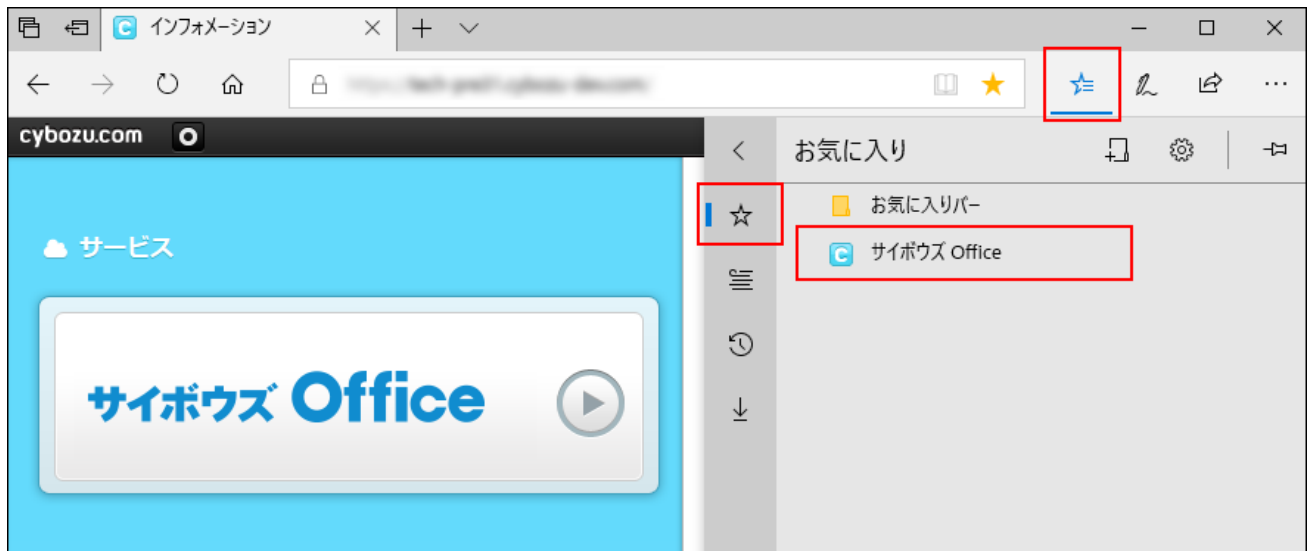 インフォメーション
cybozu.com
お気に入り
お気に入りバー
サイボウズ Office
サービス
サイボウズ Office